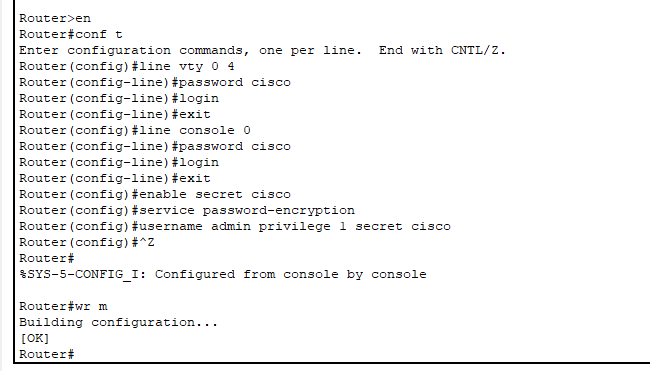 Router>en
Router#conf t
Enter configuration commands, one per line.  End with CNTL/Z.
Router(config)#line vty 0 4
Router(config-line)#password cisco
Router(config-line)#login
Router(config-line)#exit
Router(config)#line console 0
Router(config-line)#password cisco
Router(config-line)#login
Router(config-line)#exit
Router(config)#enable secret cisco
Router(config)#service password-encryption
Router(config)#username admin privilege 1 secret cisco
Router(config)#^Z
Router#
%SYS-5-CONFIG_I: Configured from console by console
Router#wr m
Building configuration...
[OK]
Router#